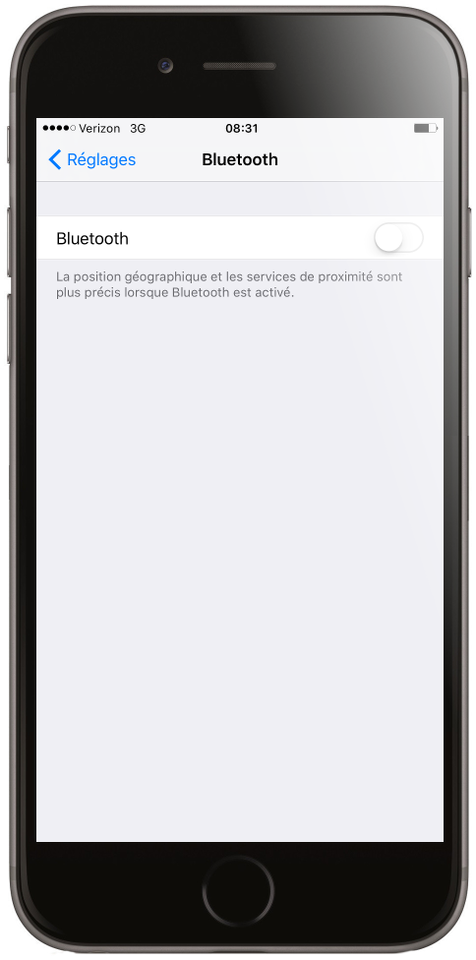 Verizon 3G 08:31
Réglages Bluetooth
Bluetooth
La position géographique et les services de proximité sont
plus précis lorsque Bluetooth est activé.